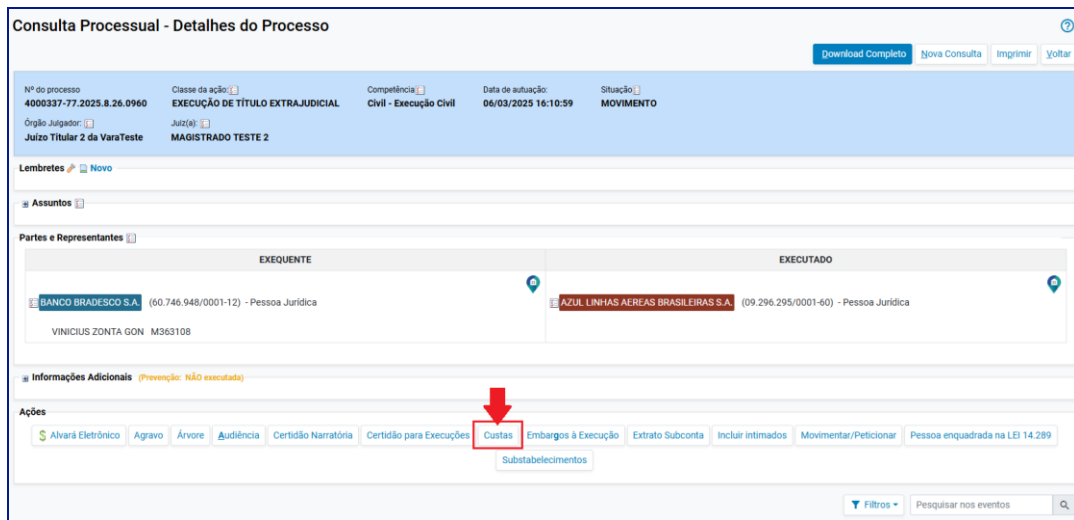 Consulta Processual - Detalhes do Processo
Download Completo Nova Consulta Imprimir Voltar
Nº do processo Classe da ação: Competência Data de autuação: Situação
4000337-77.2025.8.26.0960 EXECUÇÃO DE TÍTULO EXTRAJUDICIAL Civil - Execução Civil 06/03/2025 16:10:59 MOVIMENTO
Órgão Julgador: Juiz(a):
Juízo Titular 2 da VaraTeste MAGISTRADO TESTE 2
Lembretes Novo
Assuntos
Partes e Representantes
EXEQUENTE EXECUTADO
BANCO BRADESCO S.A. (60.746.948/0001-12) - Pessoa Jurídica AZUL LINHAS AEREAS BRASILEIRAS S.A. (09.296.295/0001-60) - Pessoa Jurídica
VINICIUS ZONTA GON M363108
Informações Adicionais (Prevenção: NÃO executada)
Ações
$ Alvará Eletrônico Agravo Árvore Audiência Certidão Narratória Certidão para Execuções Custas Embargos à Execução Extrato Subconta Incluir intimados Movimentar/Peticionar Pessoa enquadrada na LEI 14.289
Substabelecimentos
Filtros Pesquisar nos eventos